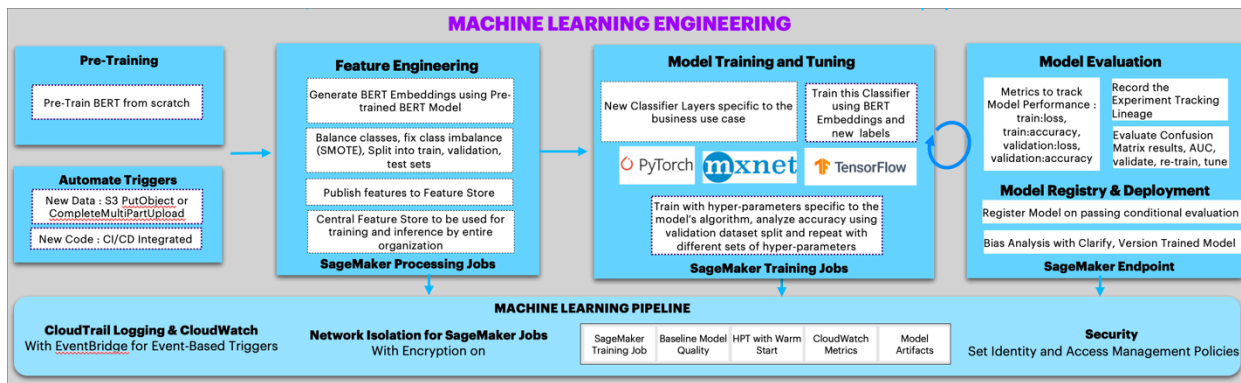 MACHINE LEARNING ENGINEERING
Pre-Training
Pre-Train BERT from scratch
Automate Triggers
New Data : S3 PutObject or
CompleteMultiPartUpload
New Code : CI/CD Integrated
Feature Engineering
Generate BERT Embeddings using Pre-
trained BERT Model
Balance classes, fix class imbalance
(SMOTE), Split into train, validation,
test sets
Publish features to Feature Store
Central Feature Store to be used for
training and inference by entire
organization
SageMaker Processing Jobs
Model Training and Tuning
New Classifier Layers specific to the
business use case
Train this Classifier
using BERT
Embeddings and
new labels
PyTorch
mxnet
TensorFlow
Train with hyper-parameters specific to the
model's algorithm, analyze accuracy using
validation dataset split and repeat with
different sets of hyper-parameters
SageMaker Training Jobs
Model Evaluation
Metrics to track
Model Performance :
train:loss,
train:accuracy,
validation:loss,
validation:accuracy
Record the
Experiment Tracking
Lineage
Evaluate Confusion
Matrix results, AUC,
validate, re-train, tune
Model Registry & Deployment
Register Model on passing conditional evaluation
Bias Analysis with Clarify, Version Trained Model
SageMaker Endpoint
MACHINE LEARNING PIPELINE
CloudTrail Logging & CloudWatch
With EventBridge for Event-Based Triggers
Network Isolation for SageMaker Jobs
With Encryption on
SageMaker
Training Job
Baseline Model
Quality
HPT with Warm
Start
CloudWatch
Metrics
Model
Artifacts
Security
Set Identity and Access Management Policies